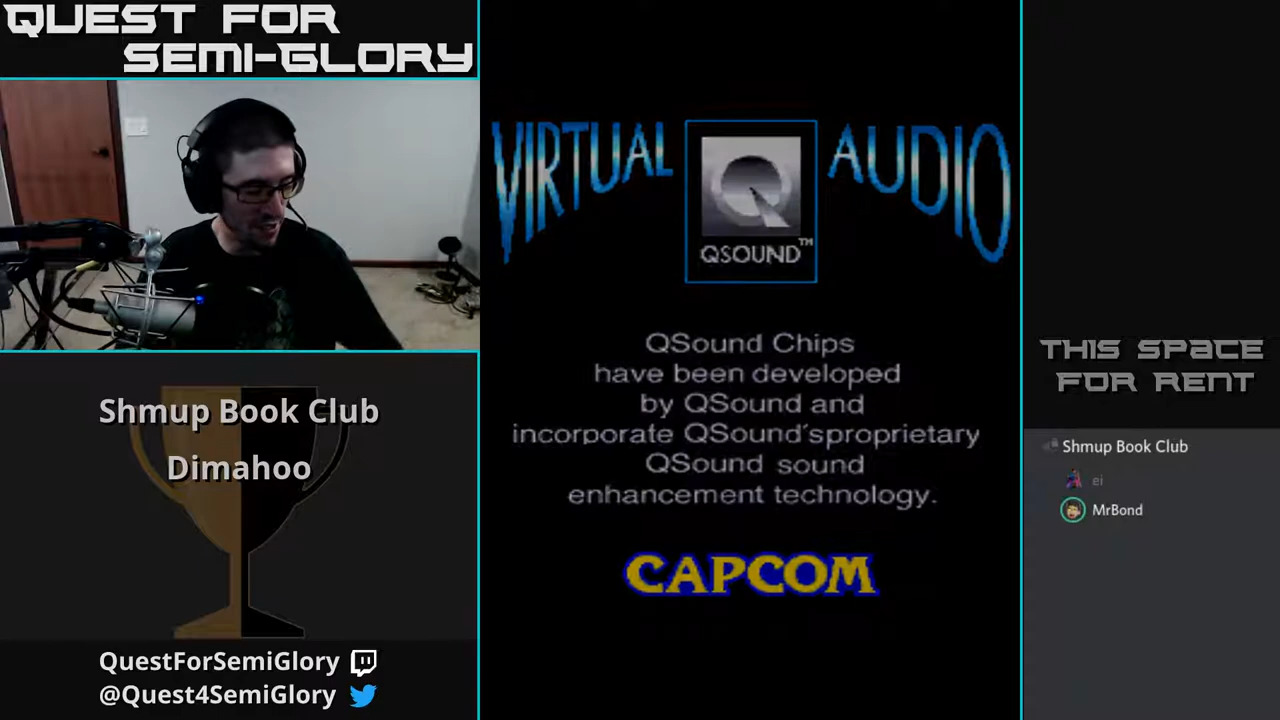 QUEST FOR
SEMI-GLORY
VIRTUAL AUDIO
Q
QSOUND™
QSound Chips
have been developed
by QSound and
incorporate QSound'sproprietary
QSound sound
enhancement technology.
CAPCOM
Shmup Book Club
Dimahoo
QuestForSemiGlory
@Quest4SemiGlory
THIS SPACE
FOR RENT
Shmup Book Club
ei
MrBond